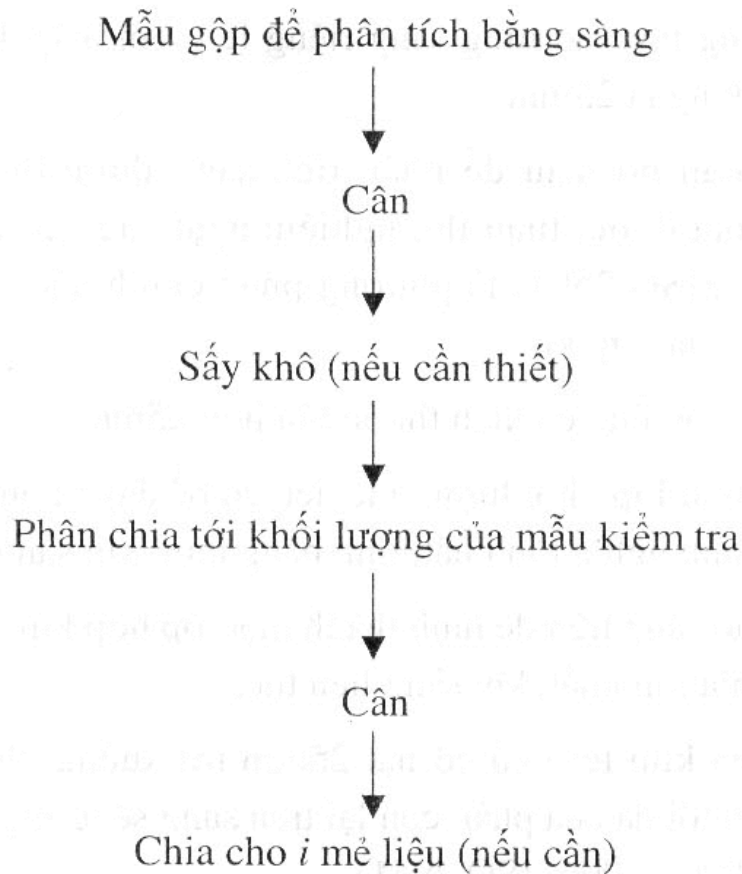 Mẫu gộp để phân tích bằng sàng
Cân
Sấy khô (nếu cần thiết)
Phân chia tới khối lượng của mẫu kiểm tra
Cân
Chia cho i mẻ liệu (nếu cần)